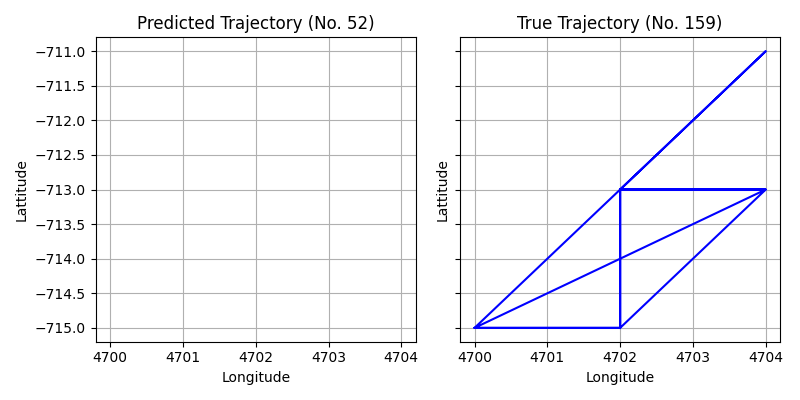 Predicted Trajectory (No. 52)
Lattitude
−711.0
−711.5
−712.0
−712.5
−713.0
−713.5
−714.0
−714.5
−715.0
4700 4701 4702 4703 4704
Longitude
True Trajectory (No. 159)
Lattitude
4700 4701 4702 4703 4704
Longitude